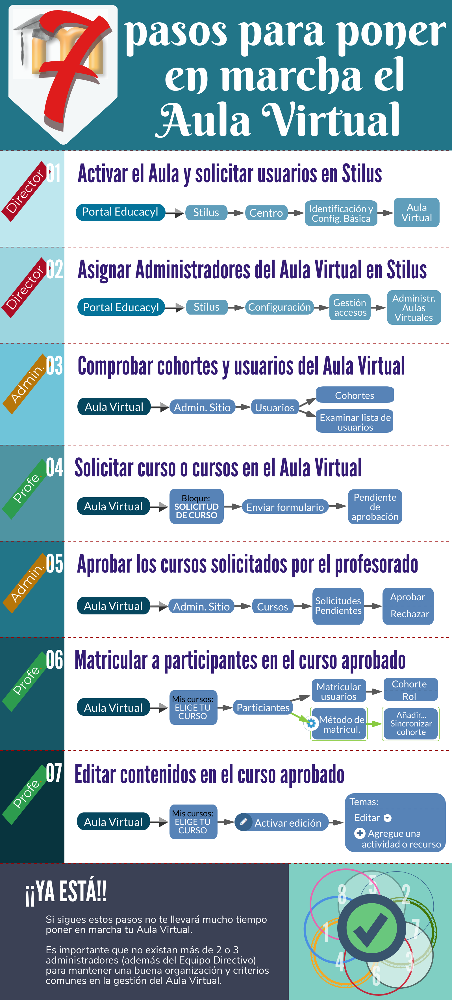 7
pasos para poner
en marcha el
Aula Virtual
Director
01
Activar el Aula y solicitar usuarios en Stilus
Portal Educacyl
Stilus
Centro
Identificación y
Config. Básica
Aula
Virtual
Director
02
Asignar Administradores del Aula Virtual en Stilus
Portal Educacyl
Stilus
Configuración
Gestión
accesos
Administr.
Aulas
Virtuales
Admin.
03
Comprobar cohortes y usuarios del Aula Virtual
Aula Virtual
Admin. Sitio
Usuarios
Cohortes
Examinar lista de
usuarios
Profe.
04
Solicitar curso o cursos en el Aula Virtual
Aula Virtual
Bloque:
SOLICITUD
DE CURSO
Enviar formulario
Pendiente
de
aprobación
Admin.
05
Aprobar los cursos solicitados por el profesorado
Aula Virtual
Admin. Sitio
Cursos
Solicitudes
Pendientes
Aprobar
Rechazar
Profe.
06
Matricular a participantes en el curso aprobado
Aula Virtual
Mis cursos:
ELIGE TU
CURSO
Particiantes
Matricular
usuarios
Cohorte
Rol
Método de
matricul.
Añadir...
Sincronizar
cohorte
Profe.
07
Editar contenidos en el curso aprobado
Aula Virtual
Mis cursos:
ELIGE TU
CURSO
Activar edición
Temas:
Editar
Agregue una
actividad o recurso
¡¡YA ESTÁ!!
Si sigues estos pasos no te llevará mucho tiempo
poner en marcha tu Aula Virtual.
Es importante que no existan más de 2 o 3
administradores (además del Equipo Directivo)
para mantener una buena organización y criterios
comunes en la gestión del Aula Virtual.
5
8
2
7
1
4
3
6